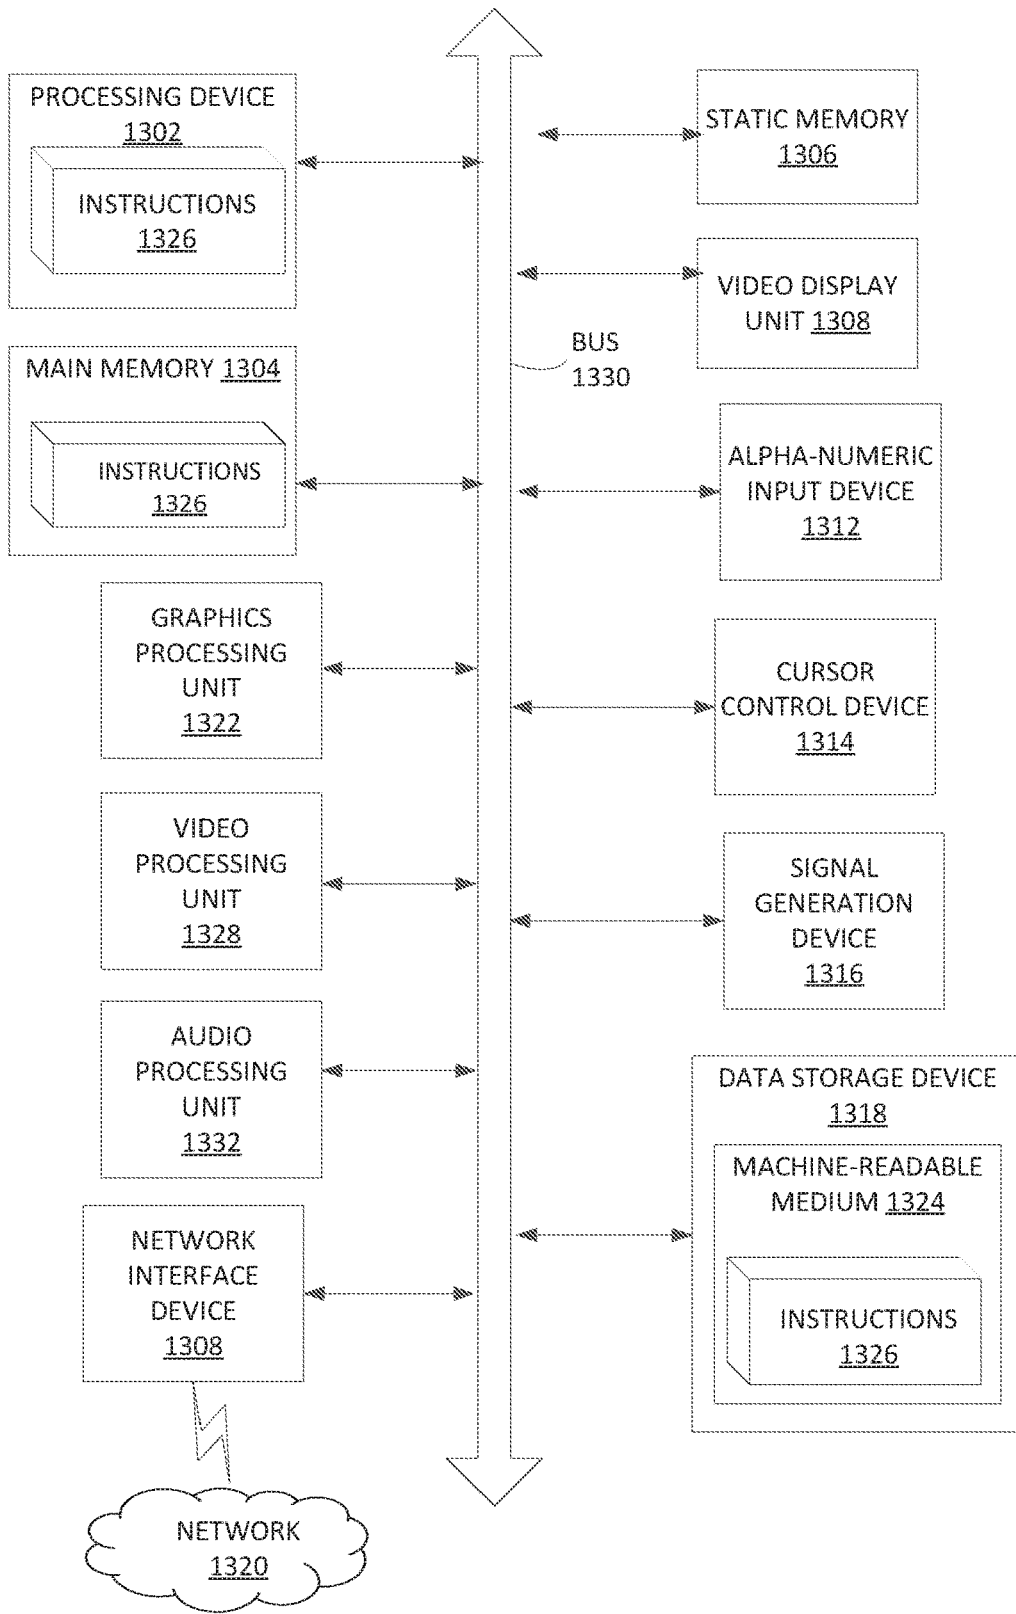 PROCESSING DEVICE
1302
INSTRUCTIONS
1326
MAIN MEMORY 1304
INSTRUCTIONS
1326
GRAPHICS
PROCESSING
UNIT
1322
VIDEO
PROCESSING
UNIT
1328
AUDIO
PROCESSING
UNIT
1332
NETWORK
INTERFACE
DEVICE
1308
NETWORK
1320
BUS
1330
STATIC MEMORY
1306
VIDEO DISPLAY
UNIT 1308
ALPHA-NUMERIC
INPUT DEVICE
1312
CURSOR
CONTROL DEVICE
1314
SIGNAL
GENERATION
DEVICE
1316
DATA STORAGE DEVICE
1318
MACHINE-READABLE
MEDIUM 1324
INSTRUCTIONS
1326